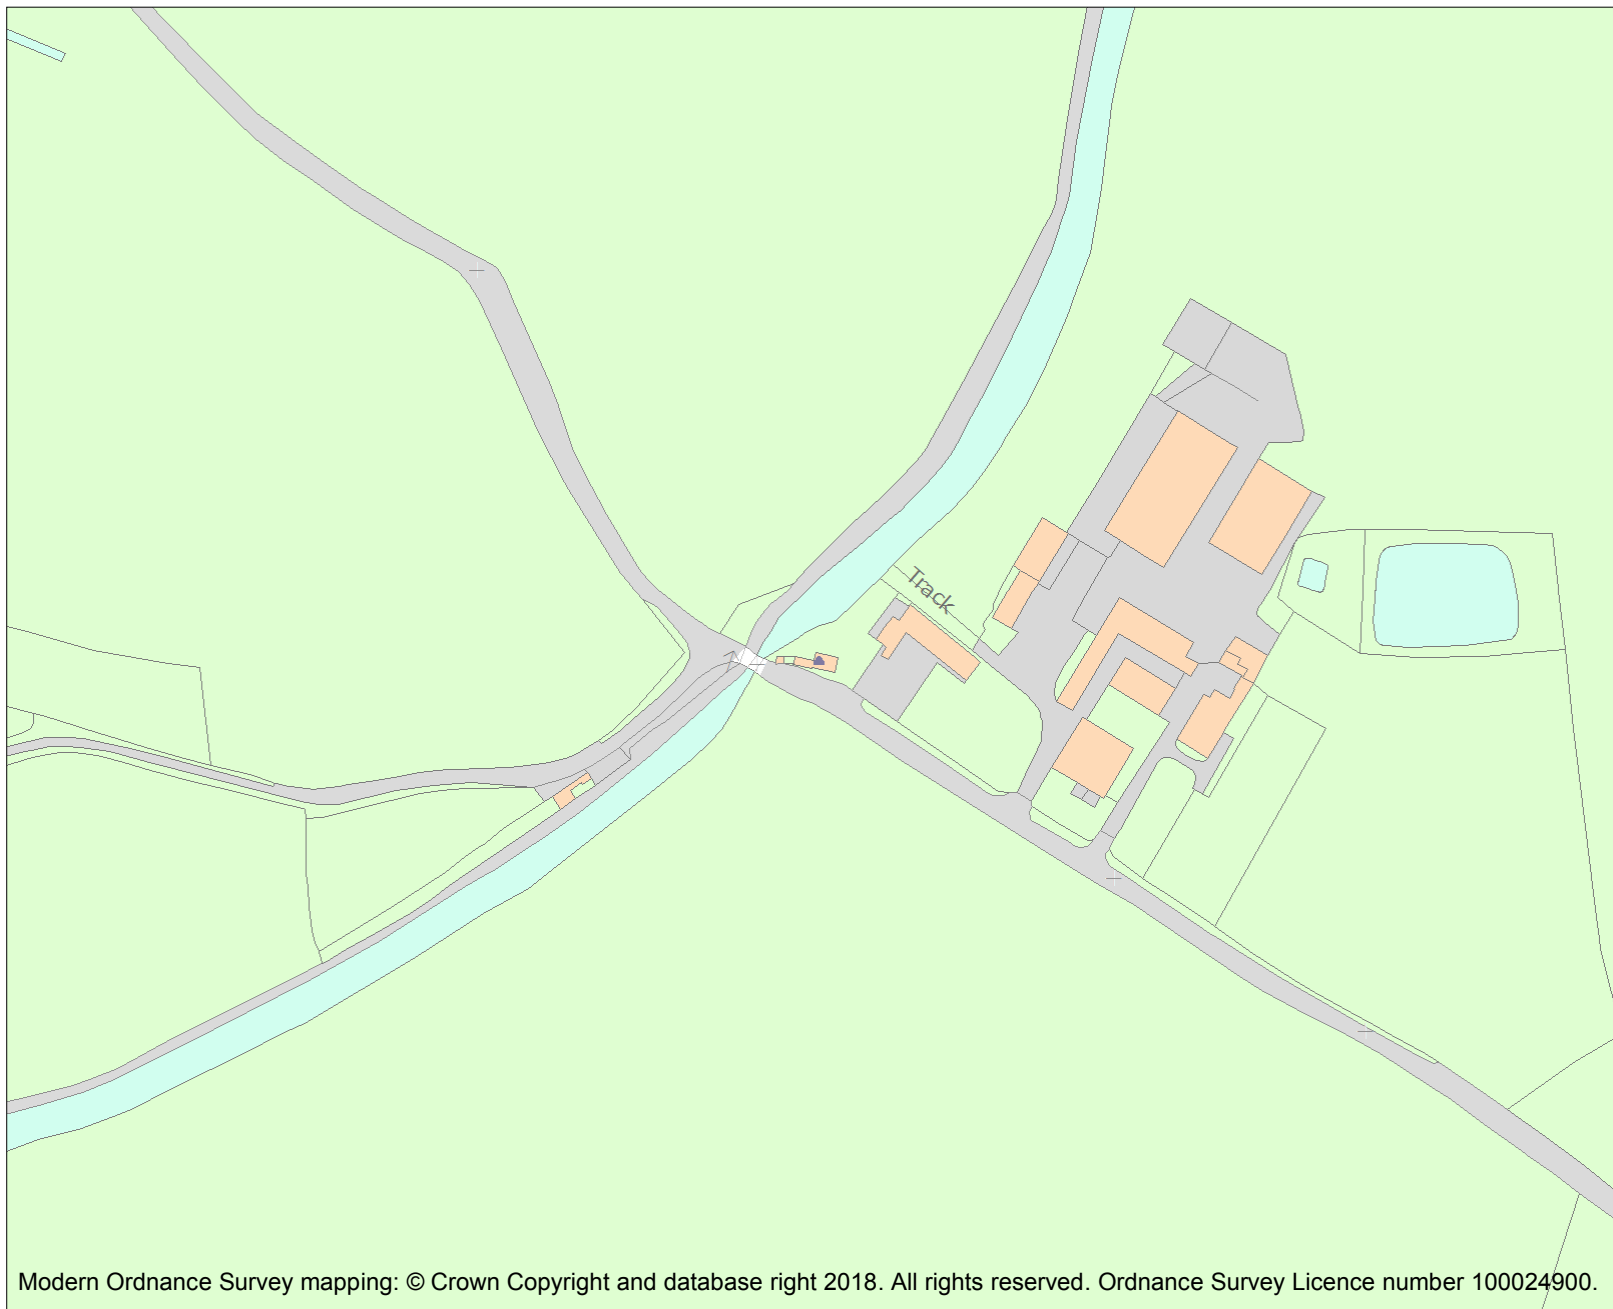 Track
Modern Ordnance Survey mapping: © Crown Copyright and database right 2018. All rights reserved. Ordnance Survey Licence number 100024900.